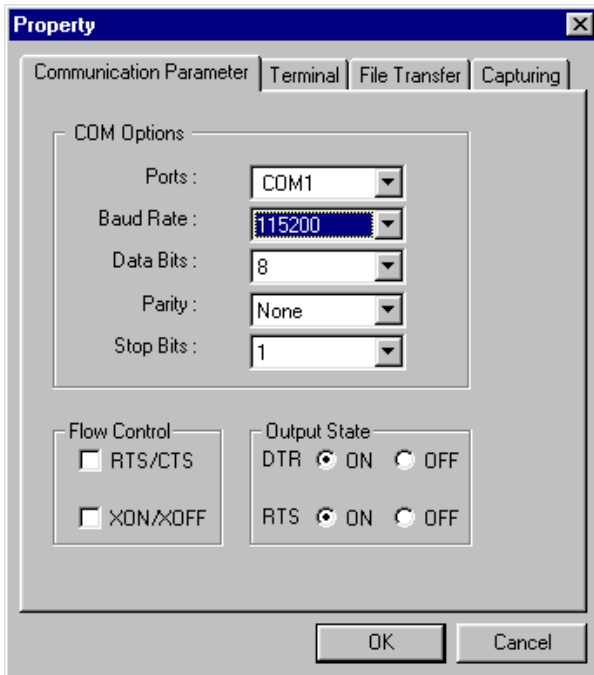 Property
Communication Parameter Terminal File Transfer Capturing
COM Options
Ports : COM1
Baud Rate : 115200
Data Bits : 8
Parity : None
Stop Bits : 1
Flow Control
RTS/CTS
XON/XOFF
Output State
DTR ON OFF
RTS ON OFF
OK Cancel